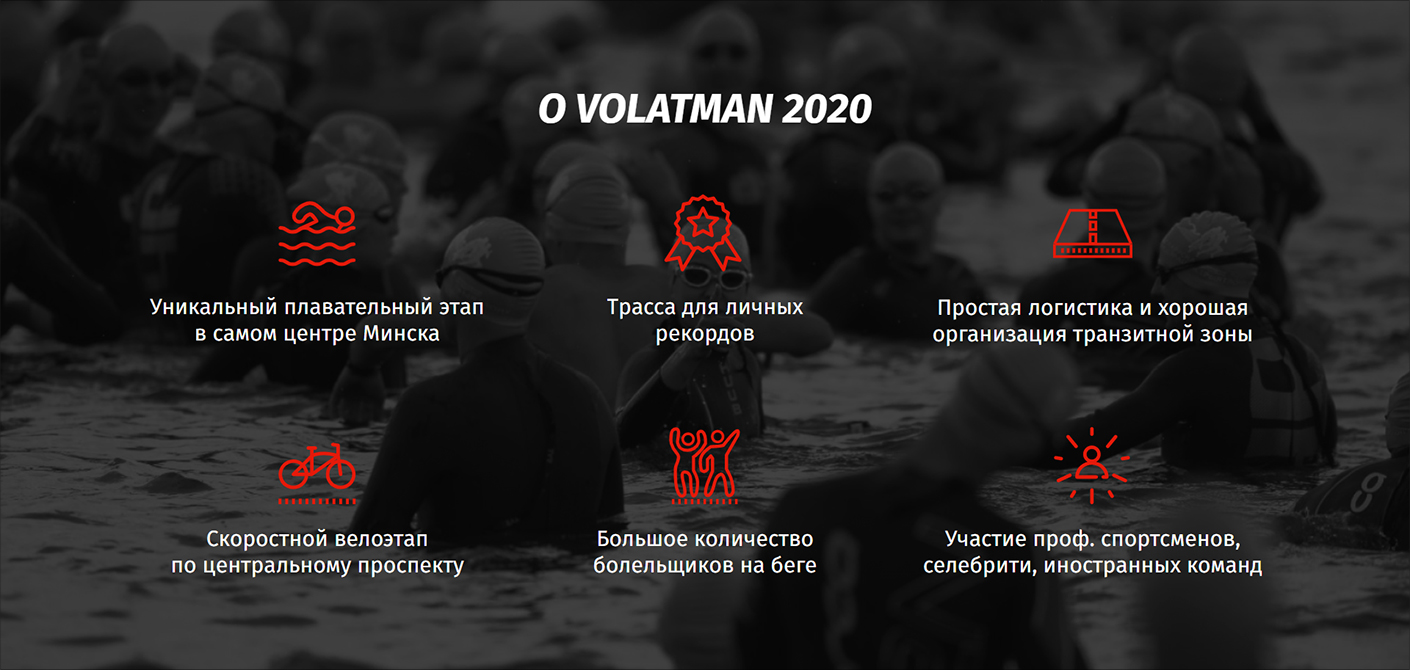 О VOLATMAN 2020
Уникальный плавательный этап
в самом центре Минска
Трасса для личных
рекордов
Простая логистика и хорошая
организация транзитной зоны
Скоростной велоэтап
по центральному проспекту
Большое количество
болельщиков на беге
Участие проф. спортсменов,
селебрити, иностранных команд